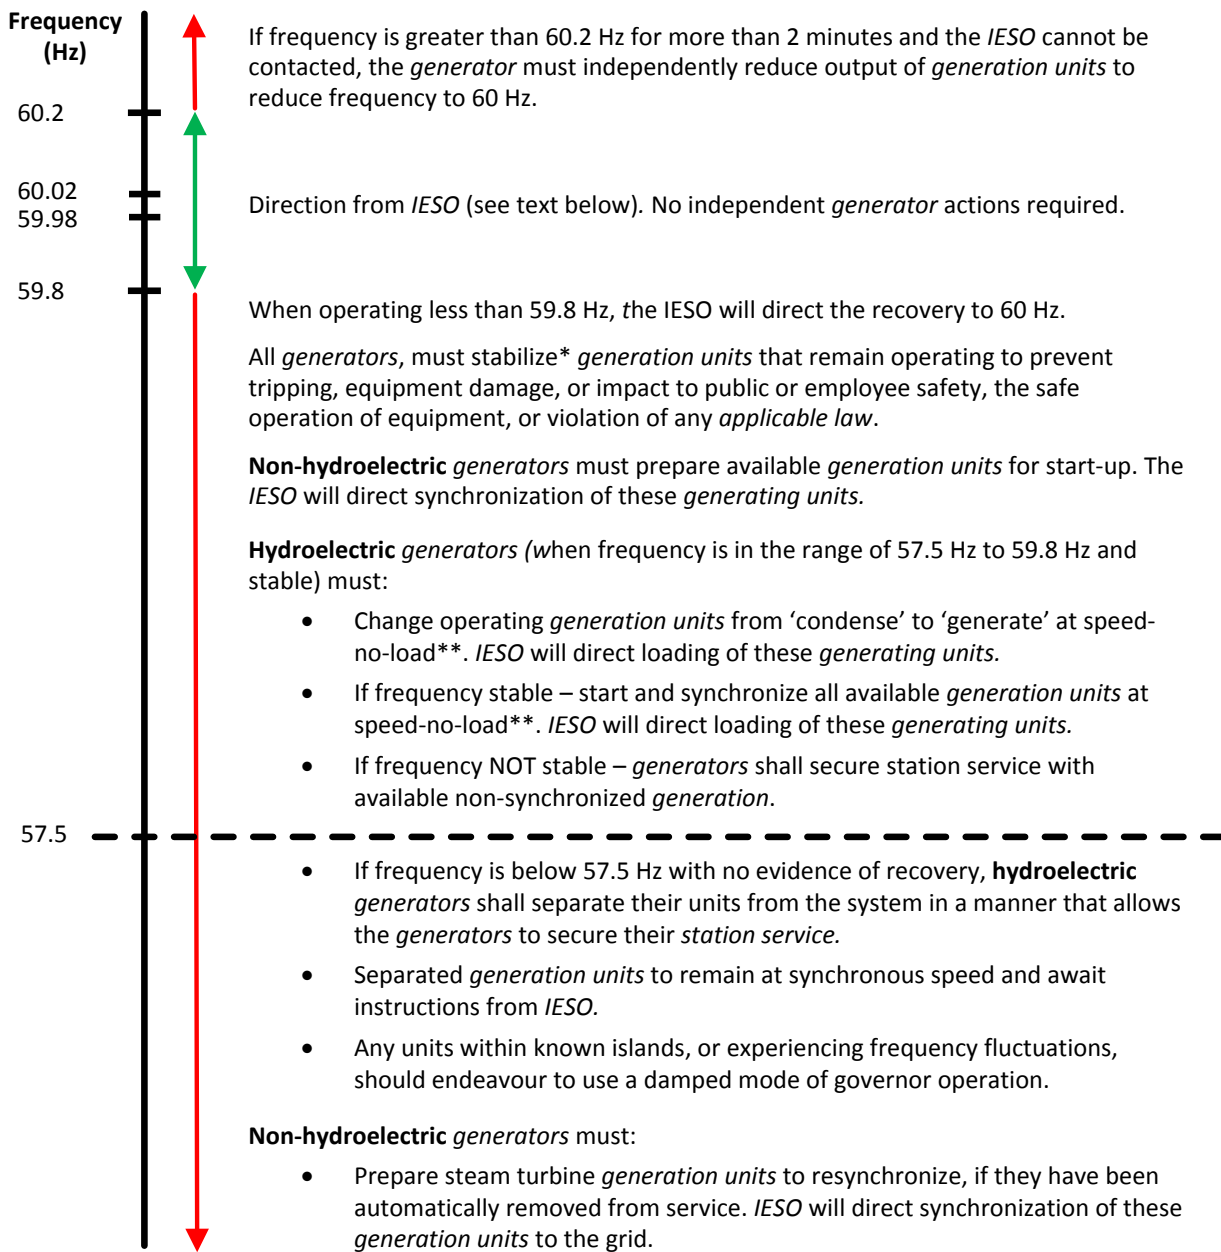 Frequency
(Hz)
If frequency is greater than 60.2 Hz for more than 2 minutes and the IESO cannot be
contacted, the generator must independently reduce output of generation units to
reduce frequency to 60 Hz.
60.2
60.02
59.98
Direction from IESO (see text below). No independent generator actions required.
59.8
When operating less than 59.8 Hz, the IESO will direct the recovery to 60 Hz.
All generators, must stabilize* generation units that remain operating to prevent
tripping, equipment damage, or impact to public or employee safety, the safe
operation of equipment, or violation of any applicable law.
Non-hydroelectric generators must prepare available generation units for start-up. The
IESO will direct synchronization of these generating units.
Hydroelectric generators (when frequency is in the range of 57.5 Hz to 59.8 Hz and
stable) must:
• Change operating generation units from ‘condense’ to ‘generate’ at speed-
no-load**. IESO will direct loading of these generating units.
• If frequency stable – start and synchronize all available generation units at
speed-no-load**. IESO will direct loading of these generating units.
• If frequency NOT stable – generators shall secure station service with
available non-synchronized generation.
57.5
• If frequency is below 57.5 Hz with no evidence of recovery, hydroelectric
generators shall separate their units from the system in a manner that allows
the generators to secure their station service.
• Separated generation units to remain at synchronous speed and await
instructions from IESO.
• Any units within known islands, or experiencing frequency fluctuations,
should endeavour to use a damped mode of governor operation.
Non-hydroelectric generators must:
• Prepare steam turbine generation units to resynchronize, if they have been
automatically removed from service. IESO will direct synchronization of these
generation units to the grid.